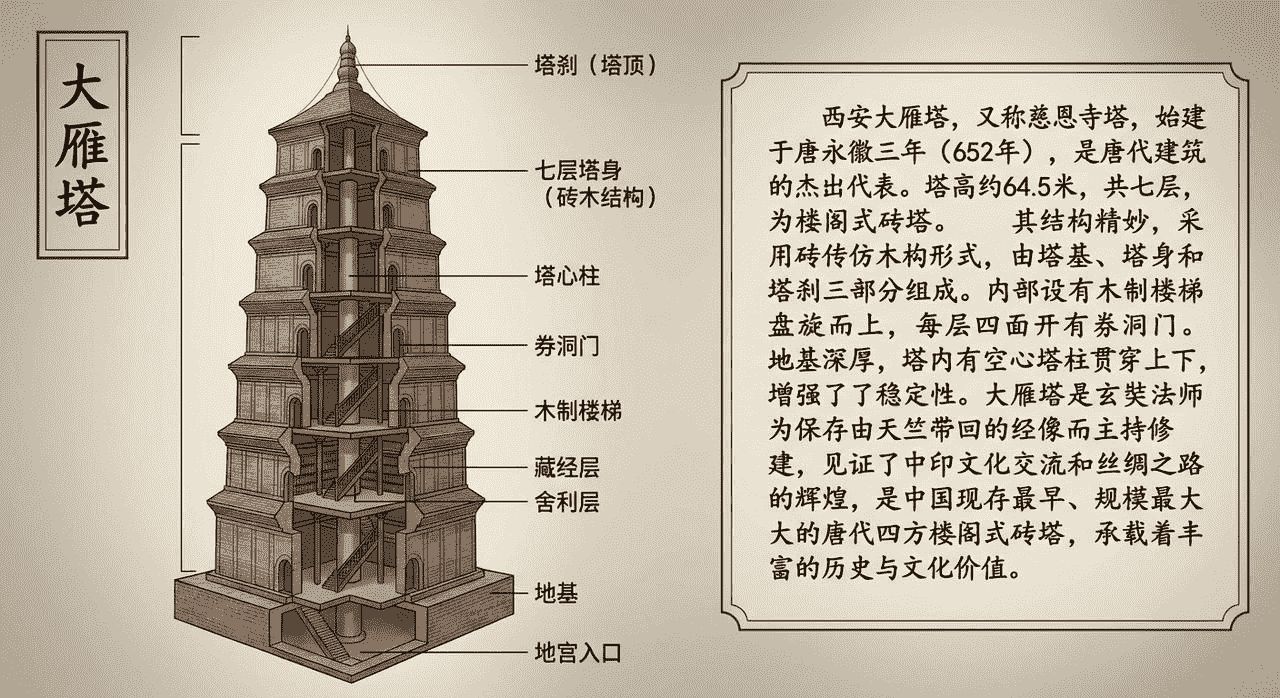 大雁塔
塔刹（塔顶）
七层塔身
（砖木结构）
塔心柱
券洞门
木制楼梯
藏经层
舍利层
地基
地宫入口
西安大雁塔，又称慈恩寺塔，始建
于唐永徽三年（652年），是唐代建筑
的杰出代表。塔高约64.5米，共七层，
为楼阁式砖塔。　　其结构精妙，采
用砖传仿木构形式，由塔基、塔身和
塔刹三部分组成。内部设有木制楼梯
盘旋而上，每层四面开有券洞门。
地基深厚，塔内有空心塔柱贯穿上下，
增强了了稳定性。大雁塔是玄奘法师
为保存由天竺带回的经像而主持修
建，见证了中印文化交流和丝绸之路
的辉煌，是中国现存最早、规模最大
大的唐代四方楼阁式砖塔，承载着丰
富的历史与文化价值。